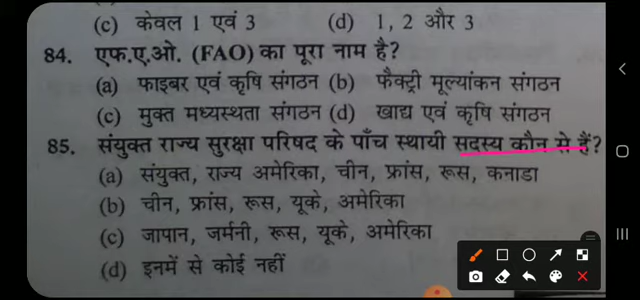 (c) केवल 1 एवं 3 (d) 1, 2 और 3
84. एफ.ए.ओ. (FAO) का पूरा नाम है?
(a) फाइबर एवं कृषि संगठन (b) फैक्ट्री मूल्यांकन संगठन
(c) मुक्त मध्यस्थता संगठन (d) खाद्य एवं कृषि संगठन
85. संयुक्त राज्य सुरक्षा परिषद के पाँच स्थायी सदस्य कौन से हैं?
(a) संयुक्त, राज्य अमेरिका, चीन, फ्रांस, रूस, कनाडा
(b) चीन, फ्रांस, रूस, यूके, अमेरिका
(c) जापान, जर्मनी, रूस, यूके, अमेरिका
(d) इनमें से कोई नहीं